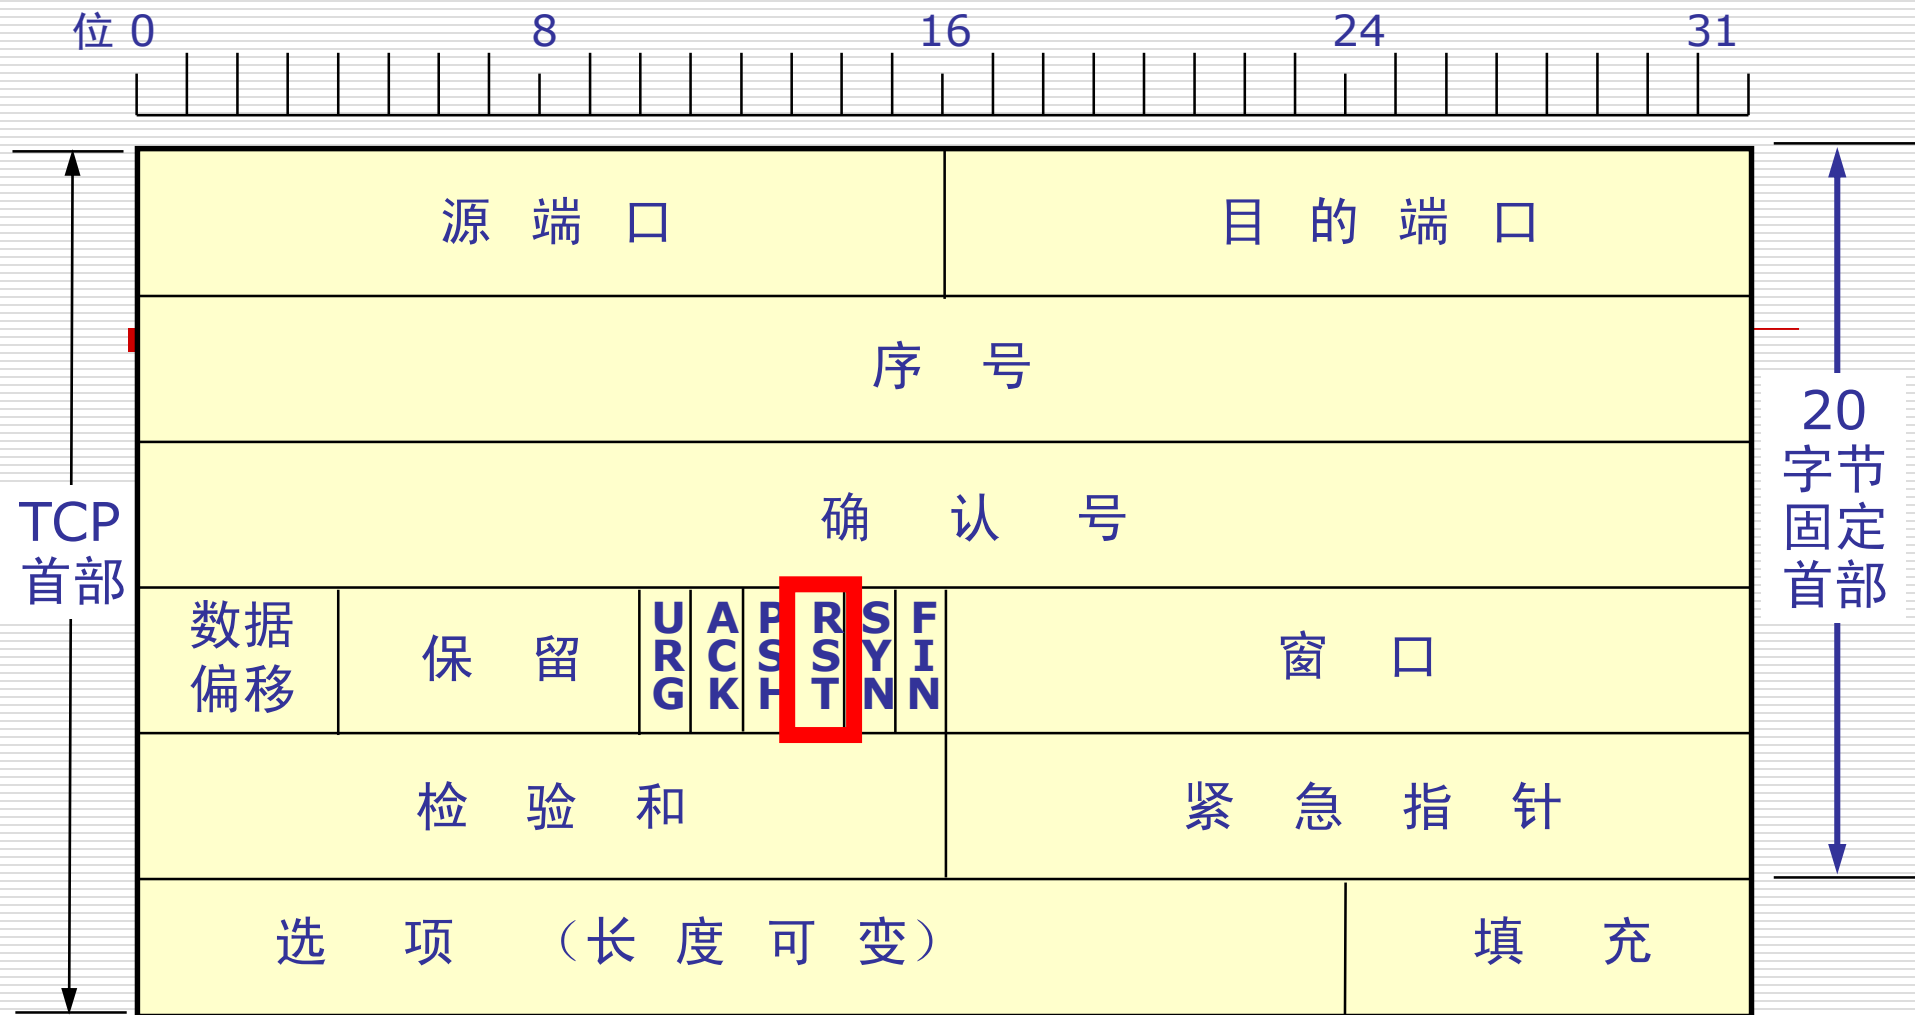 位 0 8 16 24 31
源端口 目的端口
序号
确认号
TCP
首部
20
字节
固定
首部
数据
偏移
保留
URG
ACK
PSH
RST
SYN
FIN
窗口
检验和 紧急指针
选项（长度可变） 填充